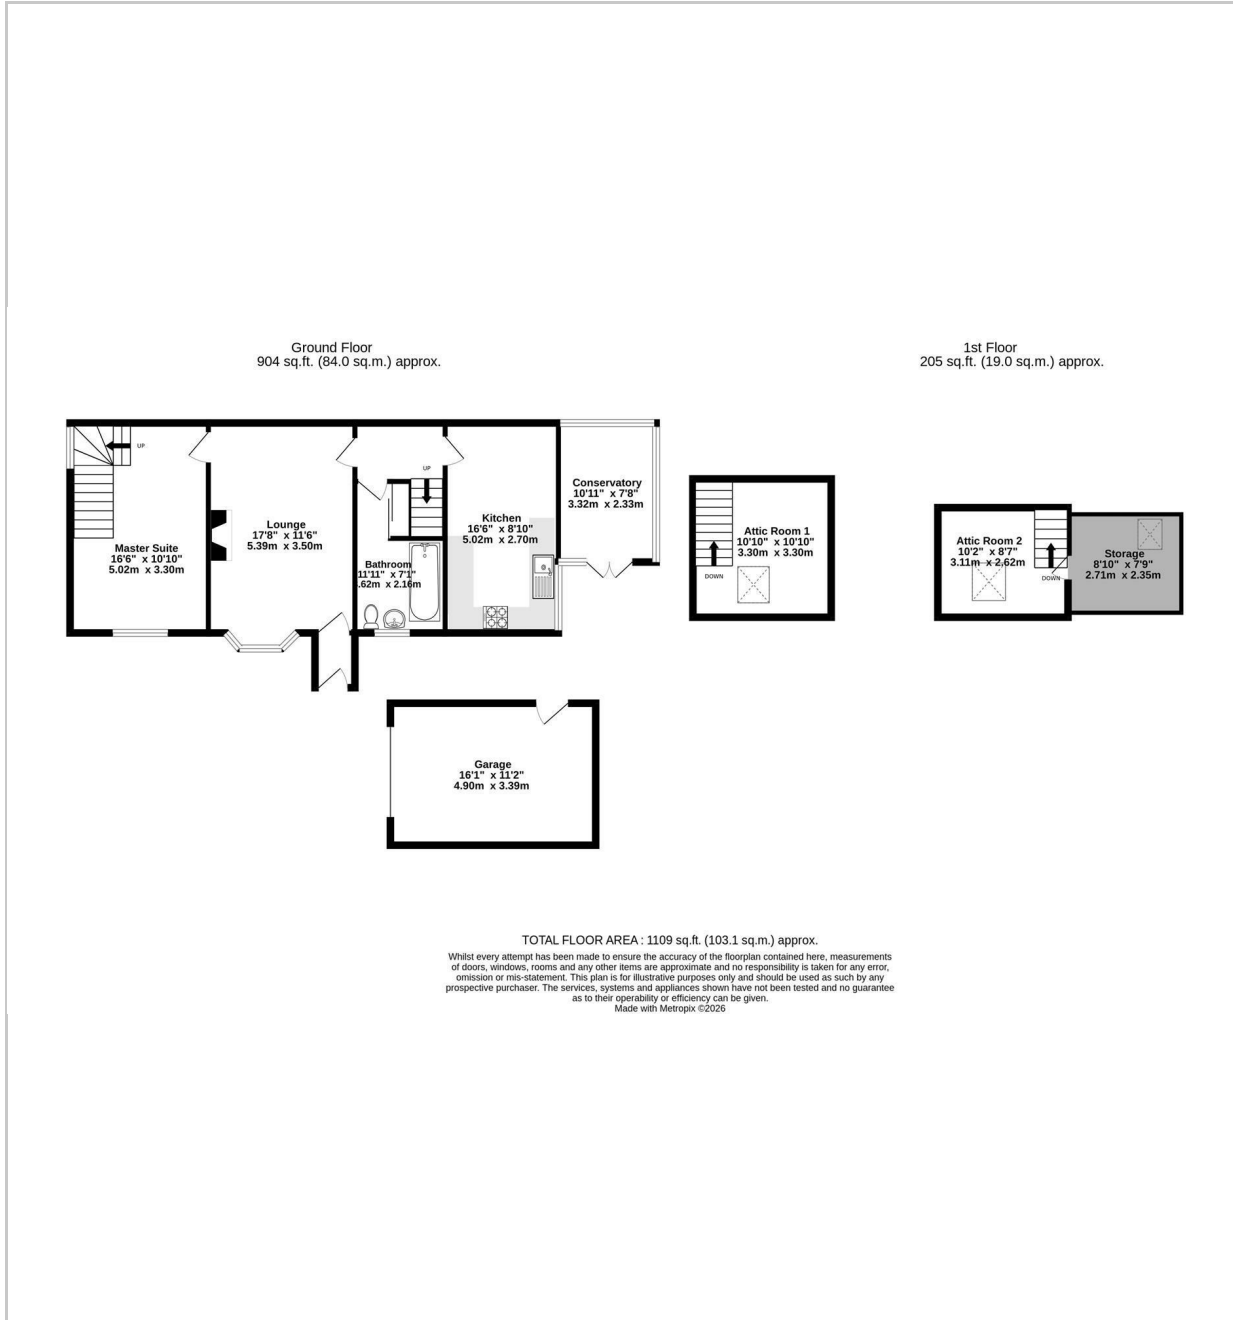 Ground Floor
904 sq.ft. (84.0 sq.m.) approx.
1st Floor
205 sq.ft. (19.0 sq.m.) approx.
UP
Master Suite
16'6" x 10'10"
5.02m x 3.30m
Lounge
17'8" x 11'6"
5.39m x 3.50m
UP
Bathroom
11'11" x 7'1"
.62m x 2.16m
Kitchen
16'6" x 8'10"
5.02m x 2.70m
Conservatory
10'11" x 7'8"
3.32m x 2.33m
Attic Room 1
10'10" x 10'10"
3.30m x 3.30m
DOWN
Attic Room 2
10'2" x 8'7"
3.11m x 2.62m
DOWN
Storage
8'10" x 7'9"
2.71m x 2.35m
Garage
16'1" x 11'2"
4.90m x 3.39m
TOTAL FLOOR AREA : 1109 sq.ft. (103.1 sq.m.) approx.
Whilst every attempt has been made to ensure the accuracy of the floorplan contained here, measurements
of doors, windows, rooms and any other items are approximate and no responsibility is taken for any error,
omission or mis-statement. This plan is for illustrative purposes only and should be used as such by any
prospective purchaser. The services, systems and appliances shown have not been tested and no guarantee
as to their operability or efficiency can be given.
Made with Metropix ©2026